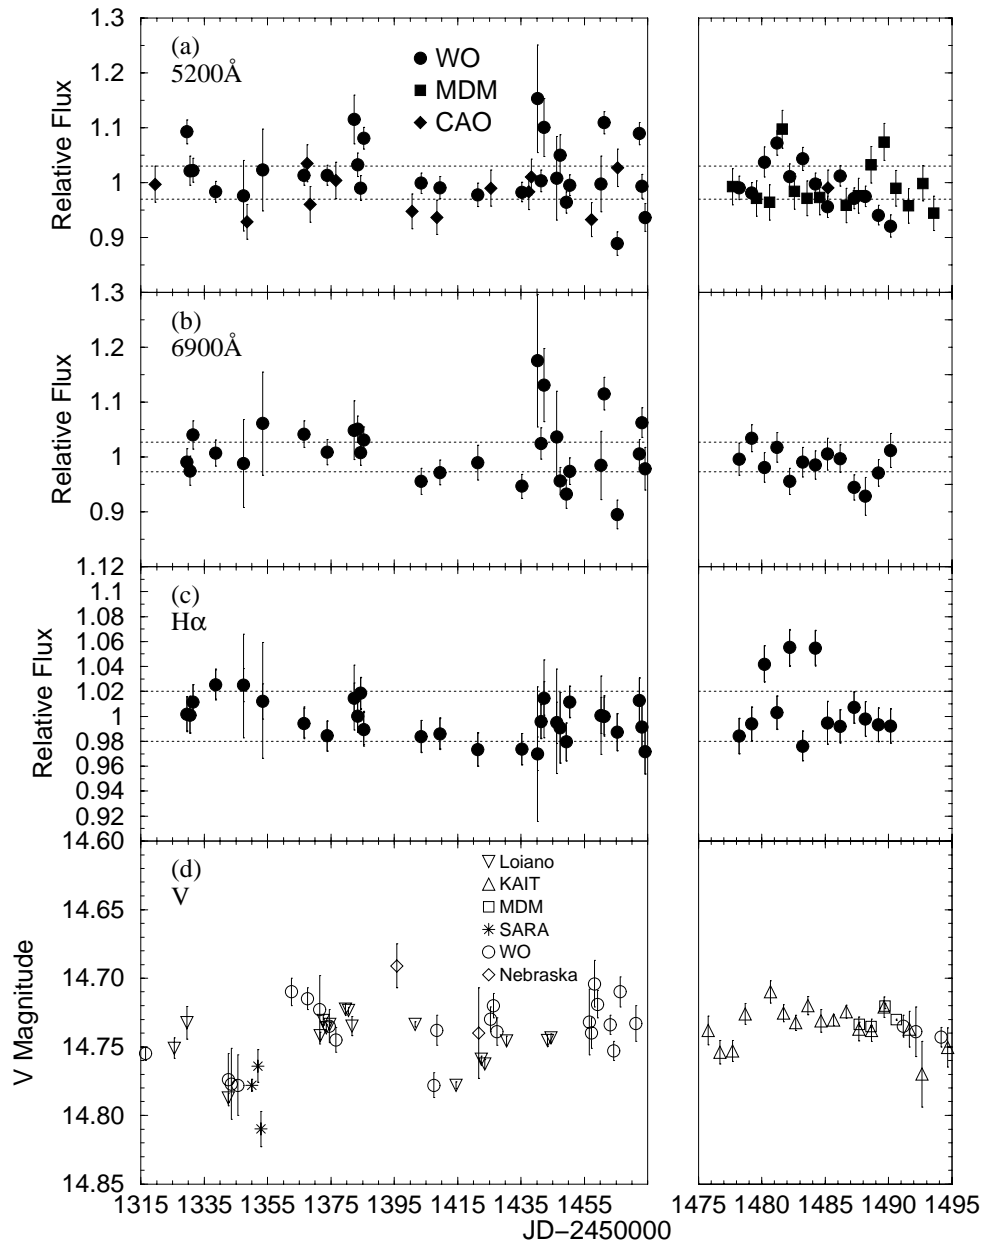 1.3
(a)
5200Å
WO
MDM
CAO
1.2
1.1
1
0.9
Relative Flux
1.3
(b)
6900Å
1.2
1.1
1
0.9
Relative Flux
1.12
(c)
Hα
1.1
1.08
1.06
1.04
1.02
1
0.98
0.96
0.94
0.92
Relative Flux
14.60
(d)
V
Loiano
KAIT
MDM
SARA
WO
Nebraska
14.65
14.70
14.75
14.80
14.85
V Magnitude
1315 1335 1355 1375 1395 1415 1435 1455
1475 1480 1485 1490 1495
JD−2450000